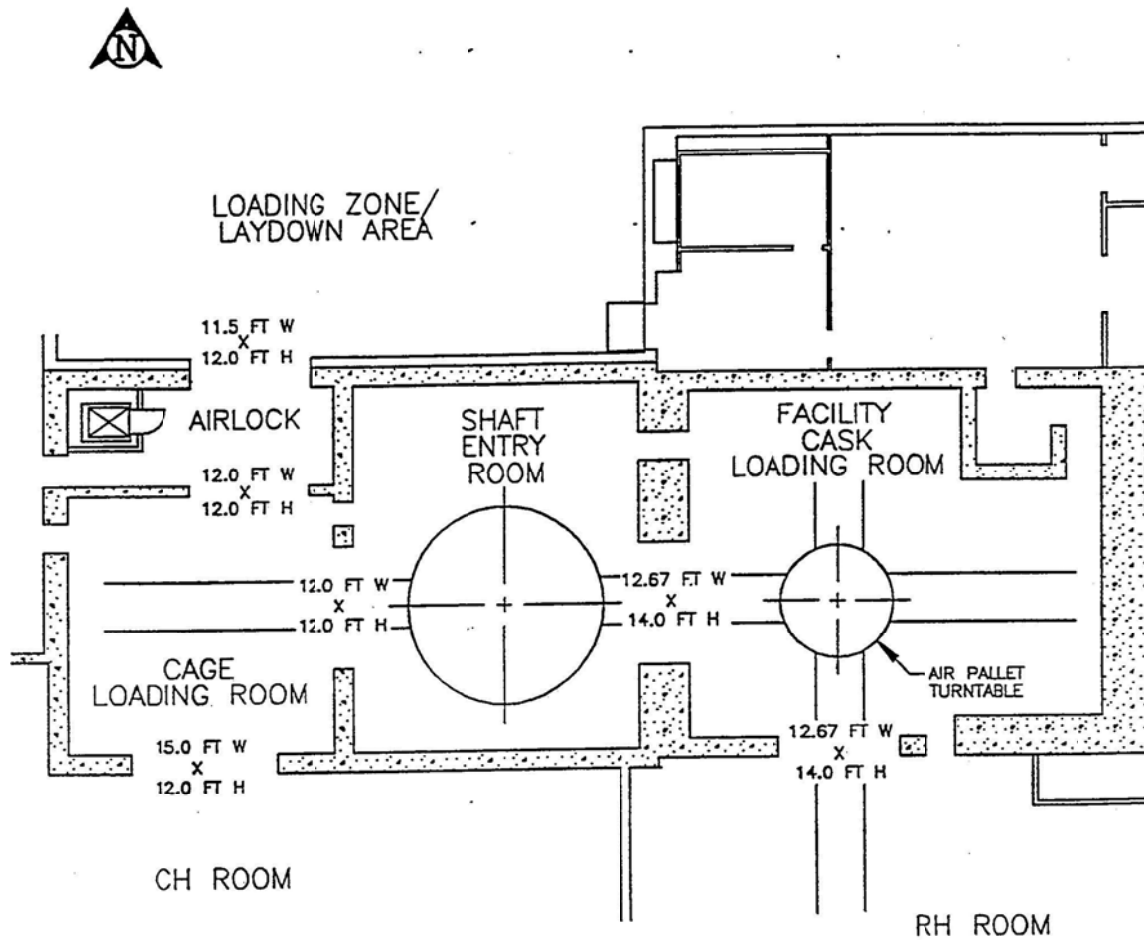 N
LOADING ZONE/
LAYDOWN AREA
11.5 FT W
X
12.0 FT H
AIRLOCK
12.0 FT W
X
12.0 FT H
SHAFT
ENTRY
ROOM
FACILITY
CASK
LOADING ROOM
12.0 FT W
X
12.0 FT H
12.67 FT W
X
14.0 FT H
CAGE
LOADING ROOM
AIR PALLET
TURNTABLE
15.0 FT W
X
12.0 FT H
12.67 FT W
X
14.0 FT H
CH ROOM
RH ROOM